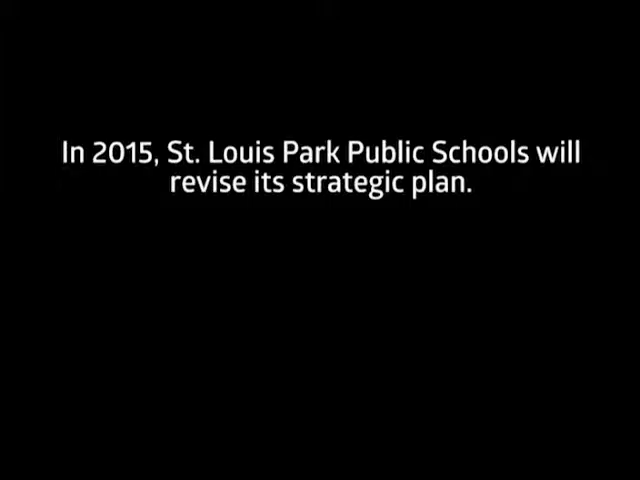 In 2015, St. Louis Park Public Schools will
revise its strategic plan.